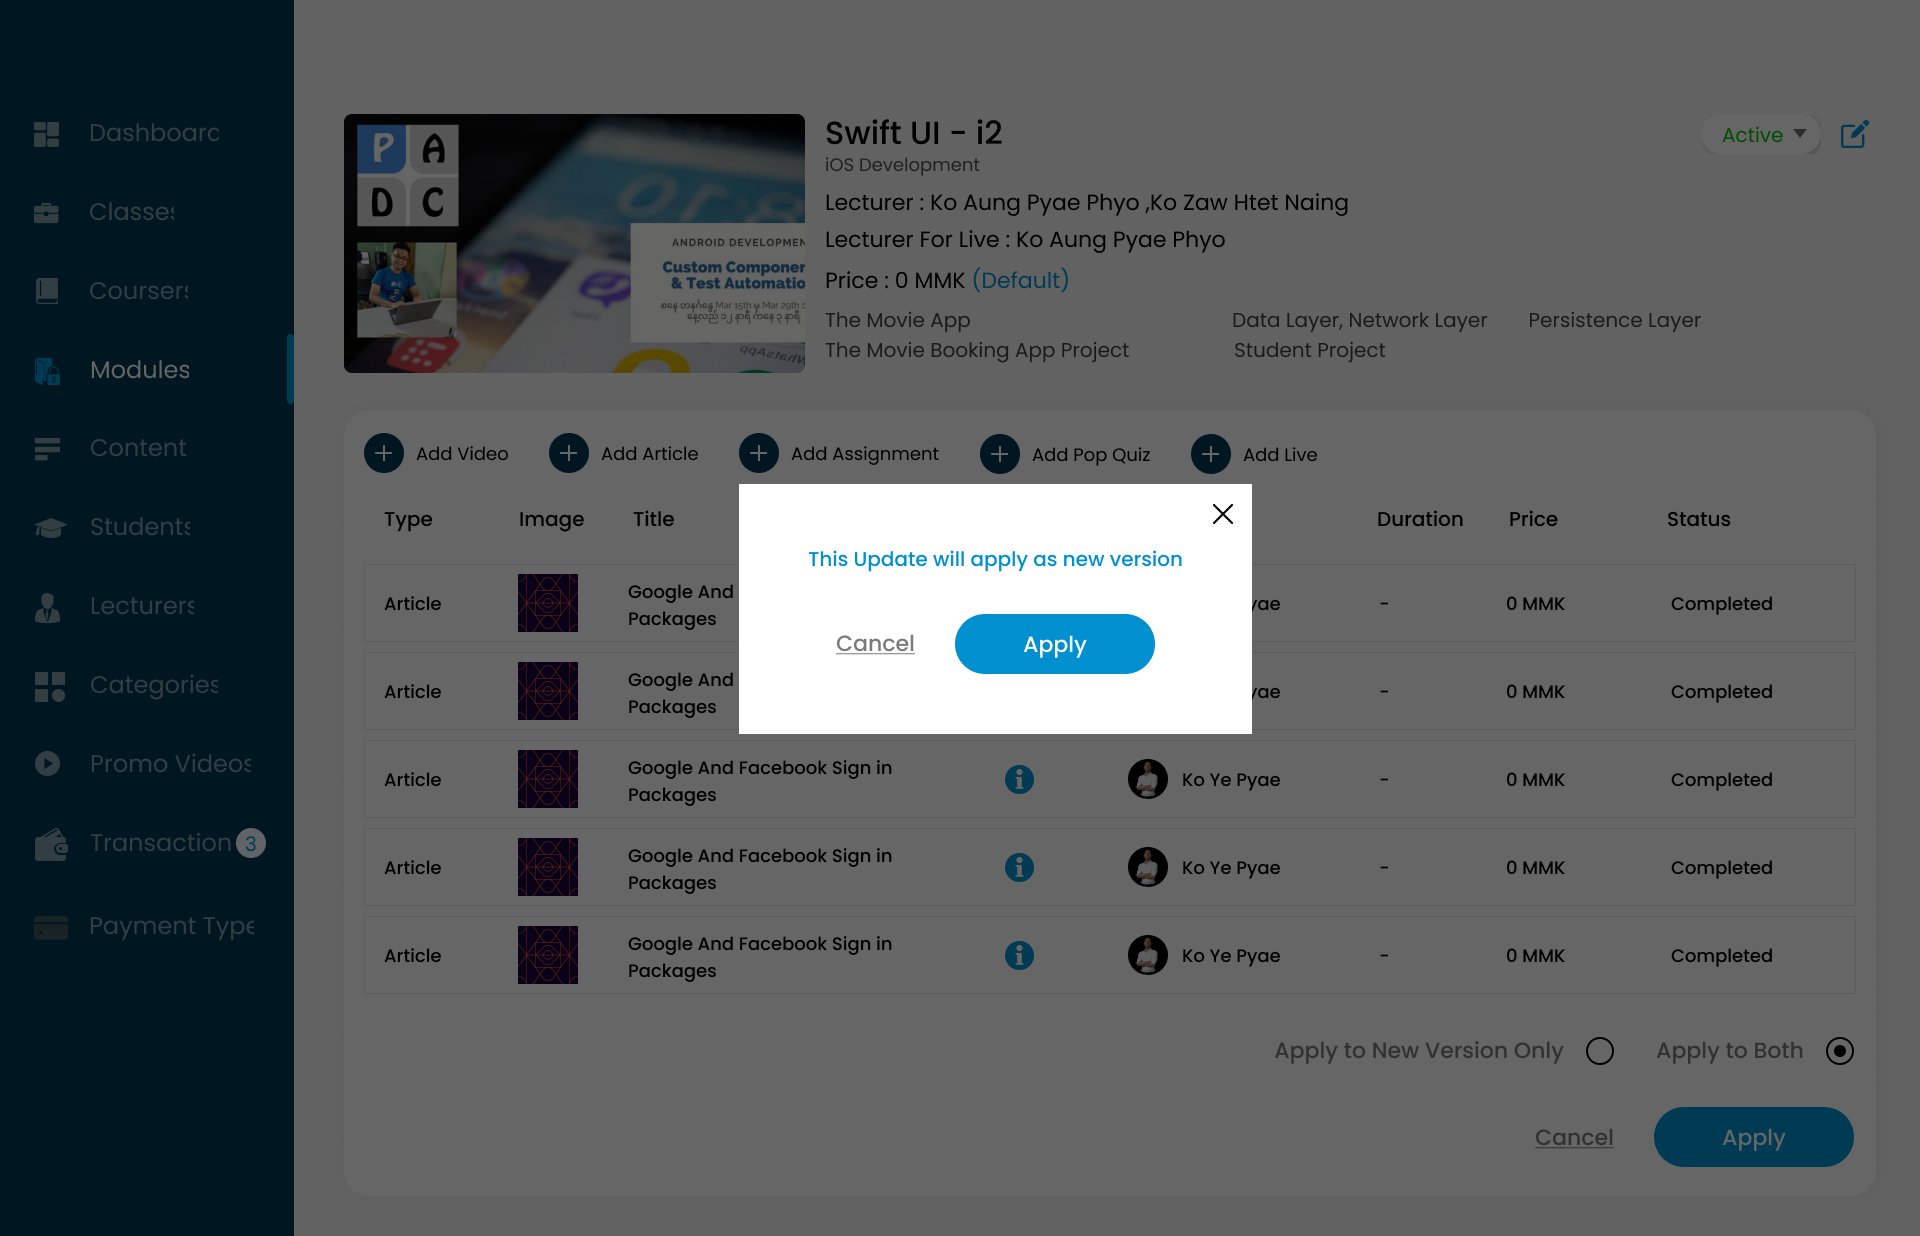 Dashboard
Classes
Coursers
Modules
Content
Students
Lecturers
Categories
Promo Videos
Transaction 3
Payment Type
P A
D C
ANDROID DEVELOPMEN
Custom Componen
& Test Automatio
Swift UI - i2
iOS Development
Active
Lecturer : Ko Aung Pyae Phyo ,Ko Zaw Htet Naing
Lecturer For Live : Ko Aung Pyae Phyo
Price : 0 MMK (Default)
The Movie App Data Layer, Network Layer Persistence Layer
The Movie Booking App Project Student Project
Add Video Add Article Add Assignment Add Pop Quiz Add Live
Type Image Title Duration Price Status
This Update will apply as new version
Cancel Apply
Article Google And yae - 0 MMK Completed
Packages
Article Google And yae - 0 MMK Completed
Packages
Article Google And Facebook Sign in Ko Ye Pyae - 0 MMK Completed
Packages
Article Google And Facebook Sign in Ko Ye Pyae - 0 MMK Completed
Packages
Article Google And Facebook Sign in Ko Ye Pyae - 0 MMK Completed
Packages
Apply to New Version Only Apply to Both
Cancel Apply